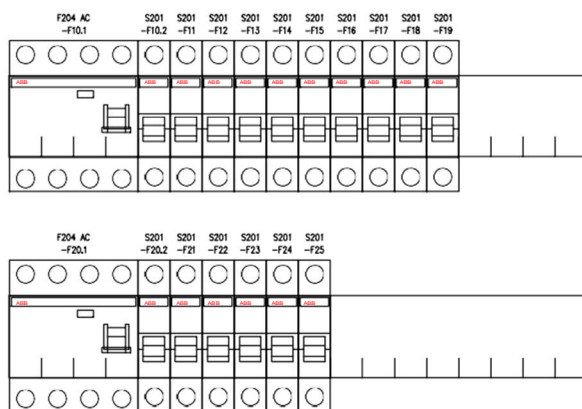 F204 AC S201 S201 S201 S201 S201 S201 S201 S201 S201 S201
-F10.1 -F10.2 -F11 -F12 -F13 -F14 -F15 -F16 -F17 -F18 -F19
ABB ABB ABB ABB ABB ABB ABB ABB ABB ABB ABB
F204 AC S201 S201 S201 S201 S201 S201
-F20.1 -F20.2 -F21 -F22 -F23 -F24 -F25
ABB ABB ABB ABB ABB ABB ABB